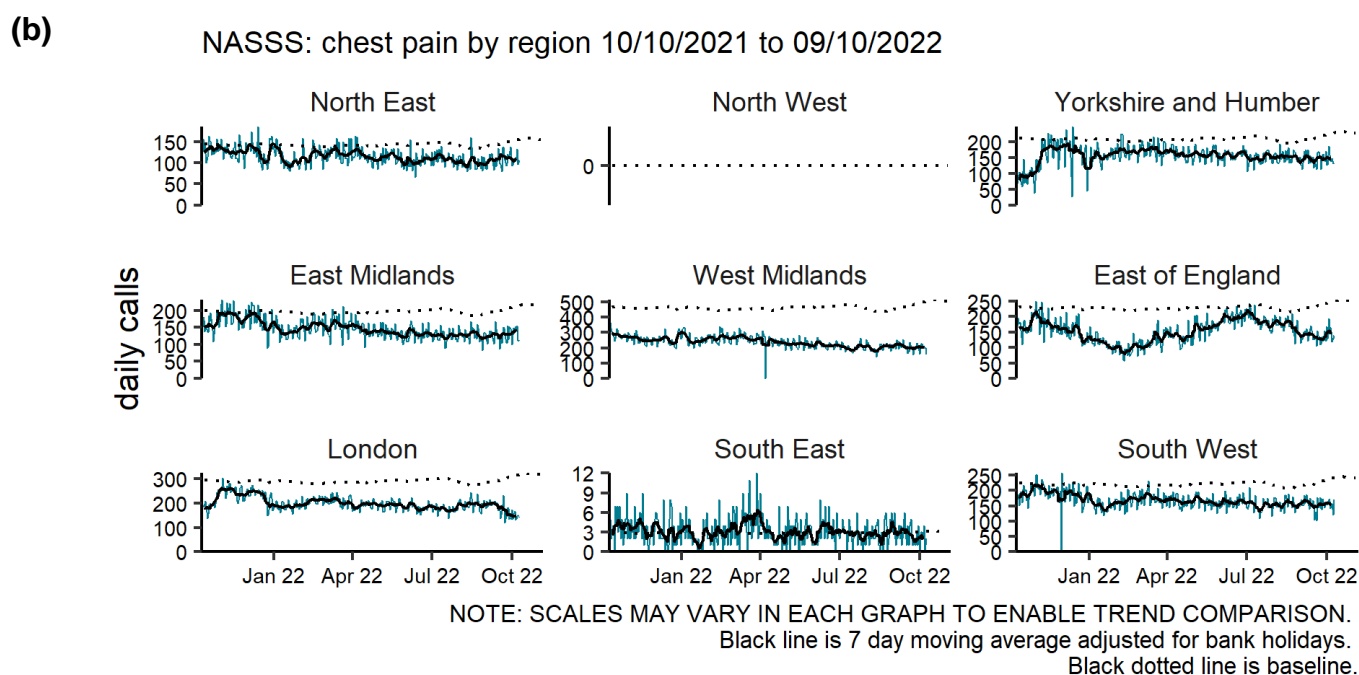 (b)
NASSS: chest pain by region 10/10/2021 to 09/10/2022
daily calls
North East
150
100
50
0
North West
0
Yorkshire and Humber
200
150
100
50
0
East Midlands
200
150
100
50
0
West Midlands
500
400
300
200
100
0
East of England
250
200
150
100
50
0
London
300
200
100
0
Jan 22 Apr 22 Jul 22 Oct 22
South East
12
9
6
3
0
Jan 22 Apr 22 Jul 22 Oct 22
South West
250
200
150
100
50
0
Jan 22 Apr 22 Jul 22 Oct 22
NOTE: SCALES MAY VARY IN EACH GRAPH TO ENABLE TREND COMPARISON.
Black line is 7 day moving average adjusted for bank holidays.
Black dotted line is baseline.